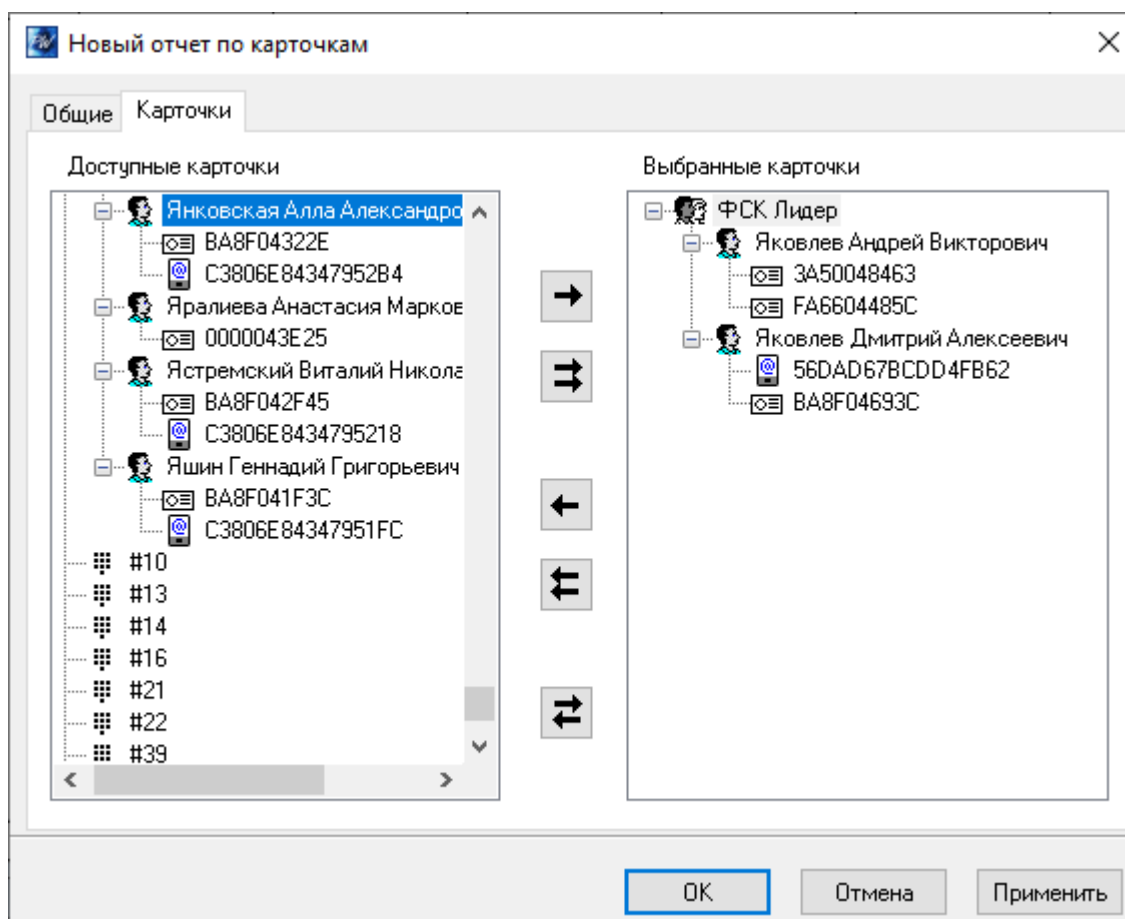 Новый отчет по карточкам
Общие
Карточки
Доступные карточки
Янковская Алла Александро
BA8F04322E
C3806E84347952B4
Яралиева Анастасия Марков
0000043E25
Ястремский Виталий Никола
BA8F042F45
C3806E8434795218
Яшин Геннадий Григорьевич
BA8F041F3C
C3806E84347951FC
#10
#13
#14
#16
#21
#22
#39
Выбранные карточки
ФСК Лидер
Яковлев Андрей Викторович
3A50048463
FA6604485C
Яковлев Дмитрий Алексеевич
56DAD67BCDD4FB62
BA8F04693C
OK
Отмена
Применить